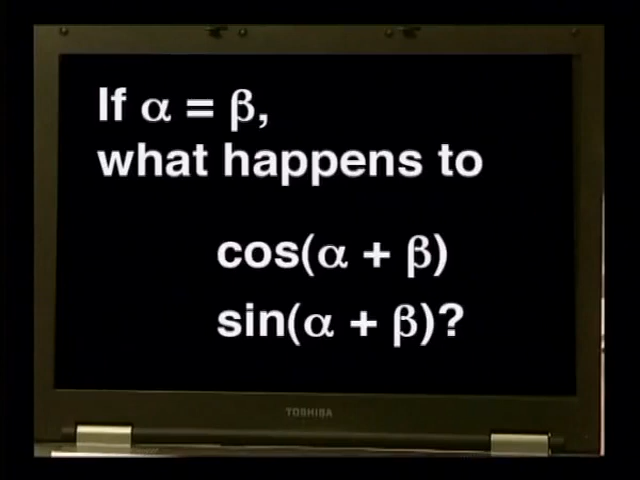 If α = β,
what happens to
cos(α + β)
sin(α + β)?
TOSHIBA